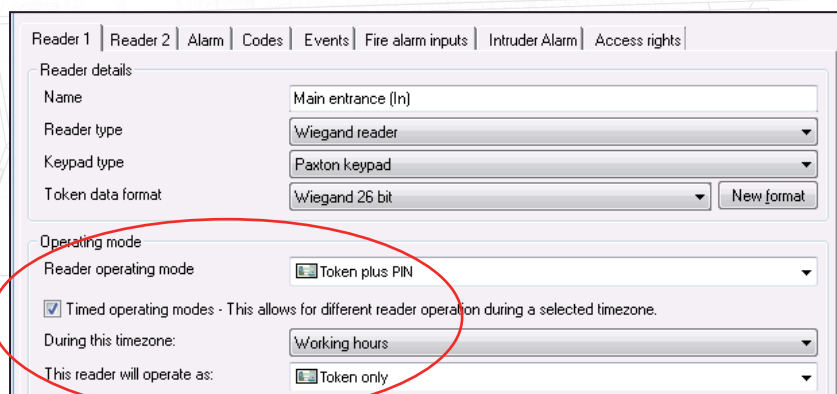 Reader 1 Reader 2 Alarm Codes Events Fire alarm inputs Intruder Alarm Access rights
Reader details
Name Main entrance (In)
Reader type Wiegand reader
Keypad type Paxton keypad
Token data format Wiegand 26 bit New format
Operating mode
Reader operating mode Token plus PIN
Timed operating modes - This allows for different reader operation during a selected timezone.
During this timezone: Working hours
This reader will operate as: Token only